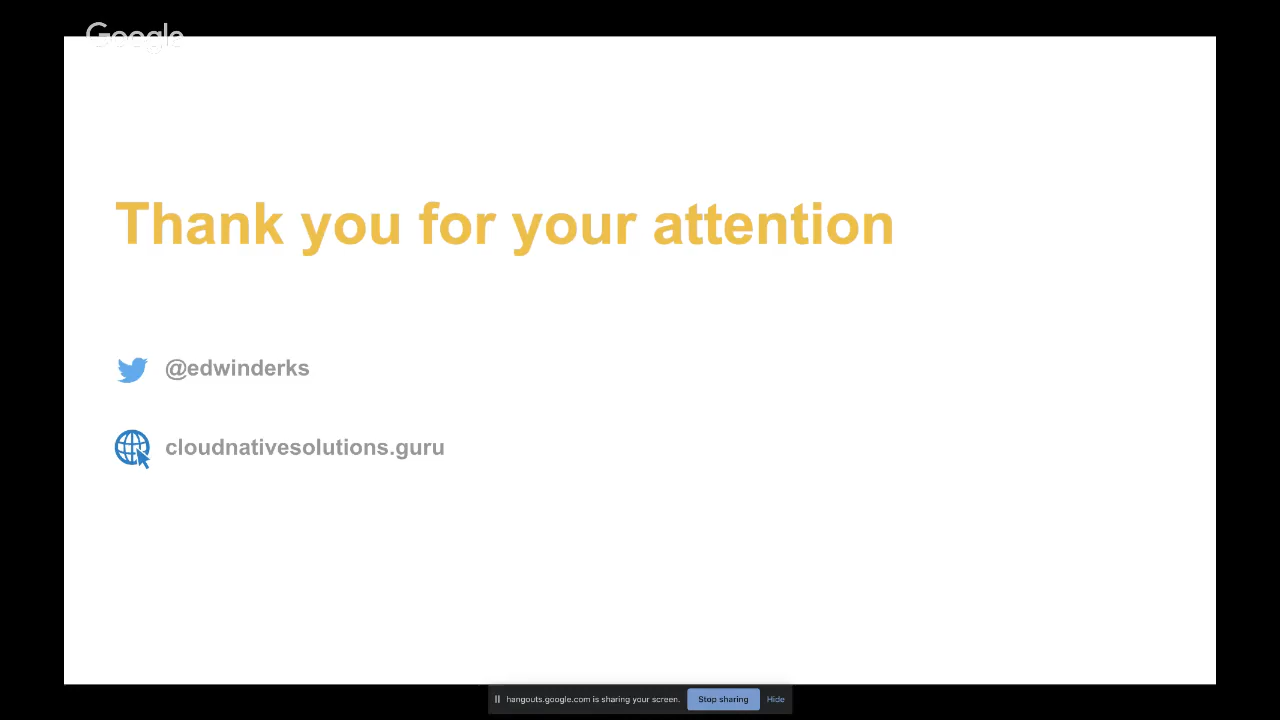 Google
Thank you for your attention
@edwinderks
cloudnativesolutions.guru
hangouts.google.com is sharing your screen. Stop sharing Hide